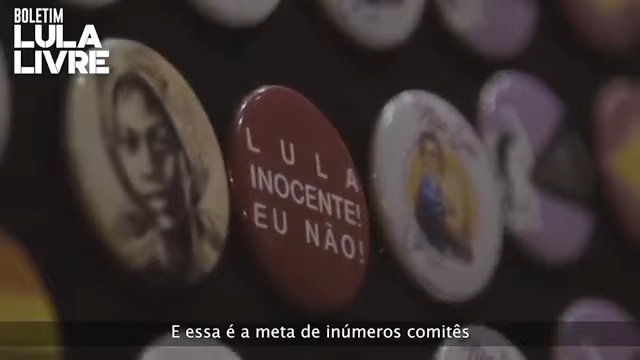 BOLETIM
LULA
LIVRE
LULA
INOCENTE!
EU NÃO!
E essa é a meta de inúmeros comitês